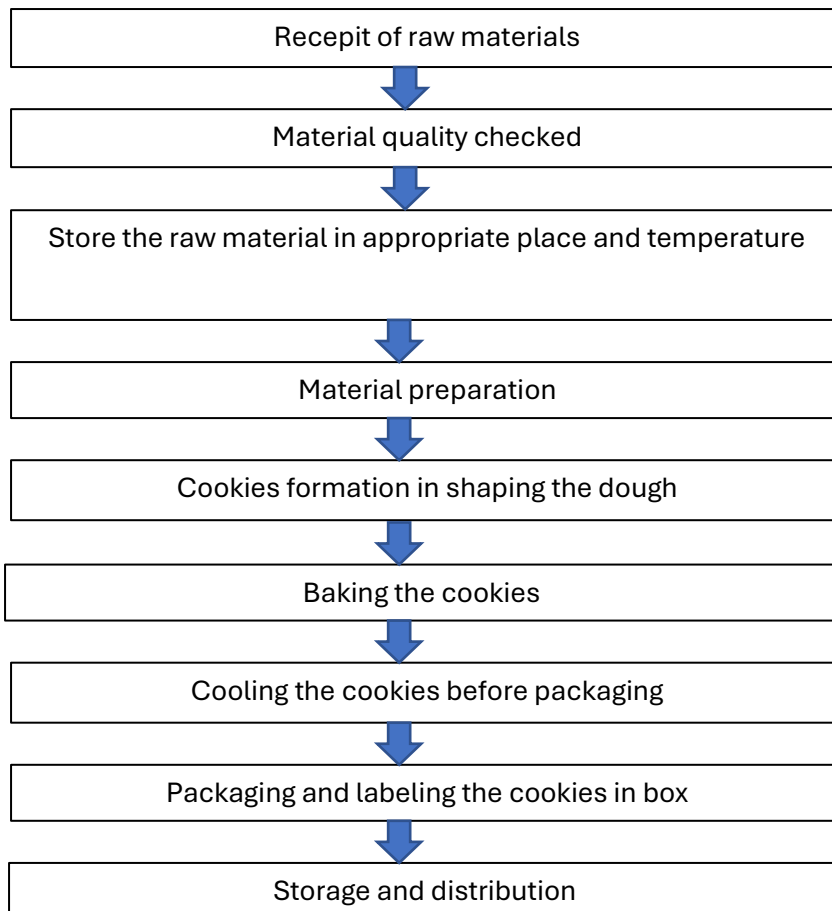 Recepit of raw materials
Material quality checked
Store the raw material in appropriate place and temperature
Material preparation
Cookies formation in shaping the dough
Baking the cookies
Cooling the cookies before packaging
Packaging and labeling the cookies in box
Storage and distribution